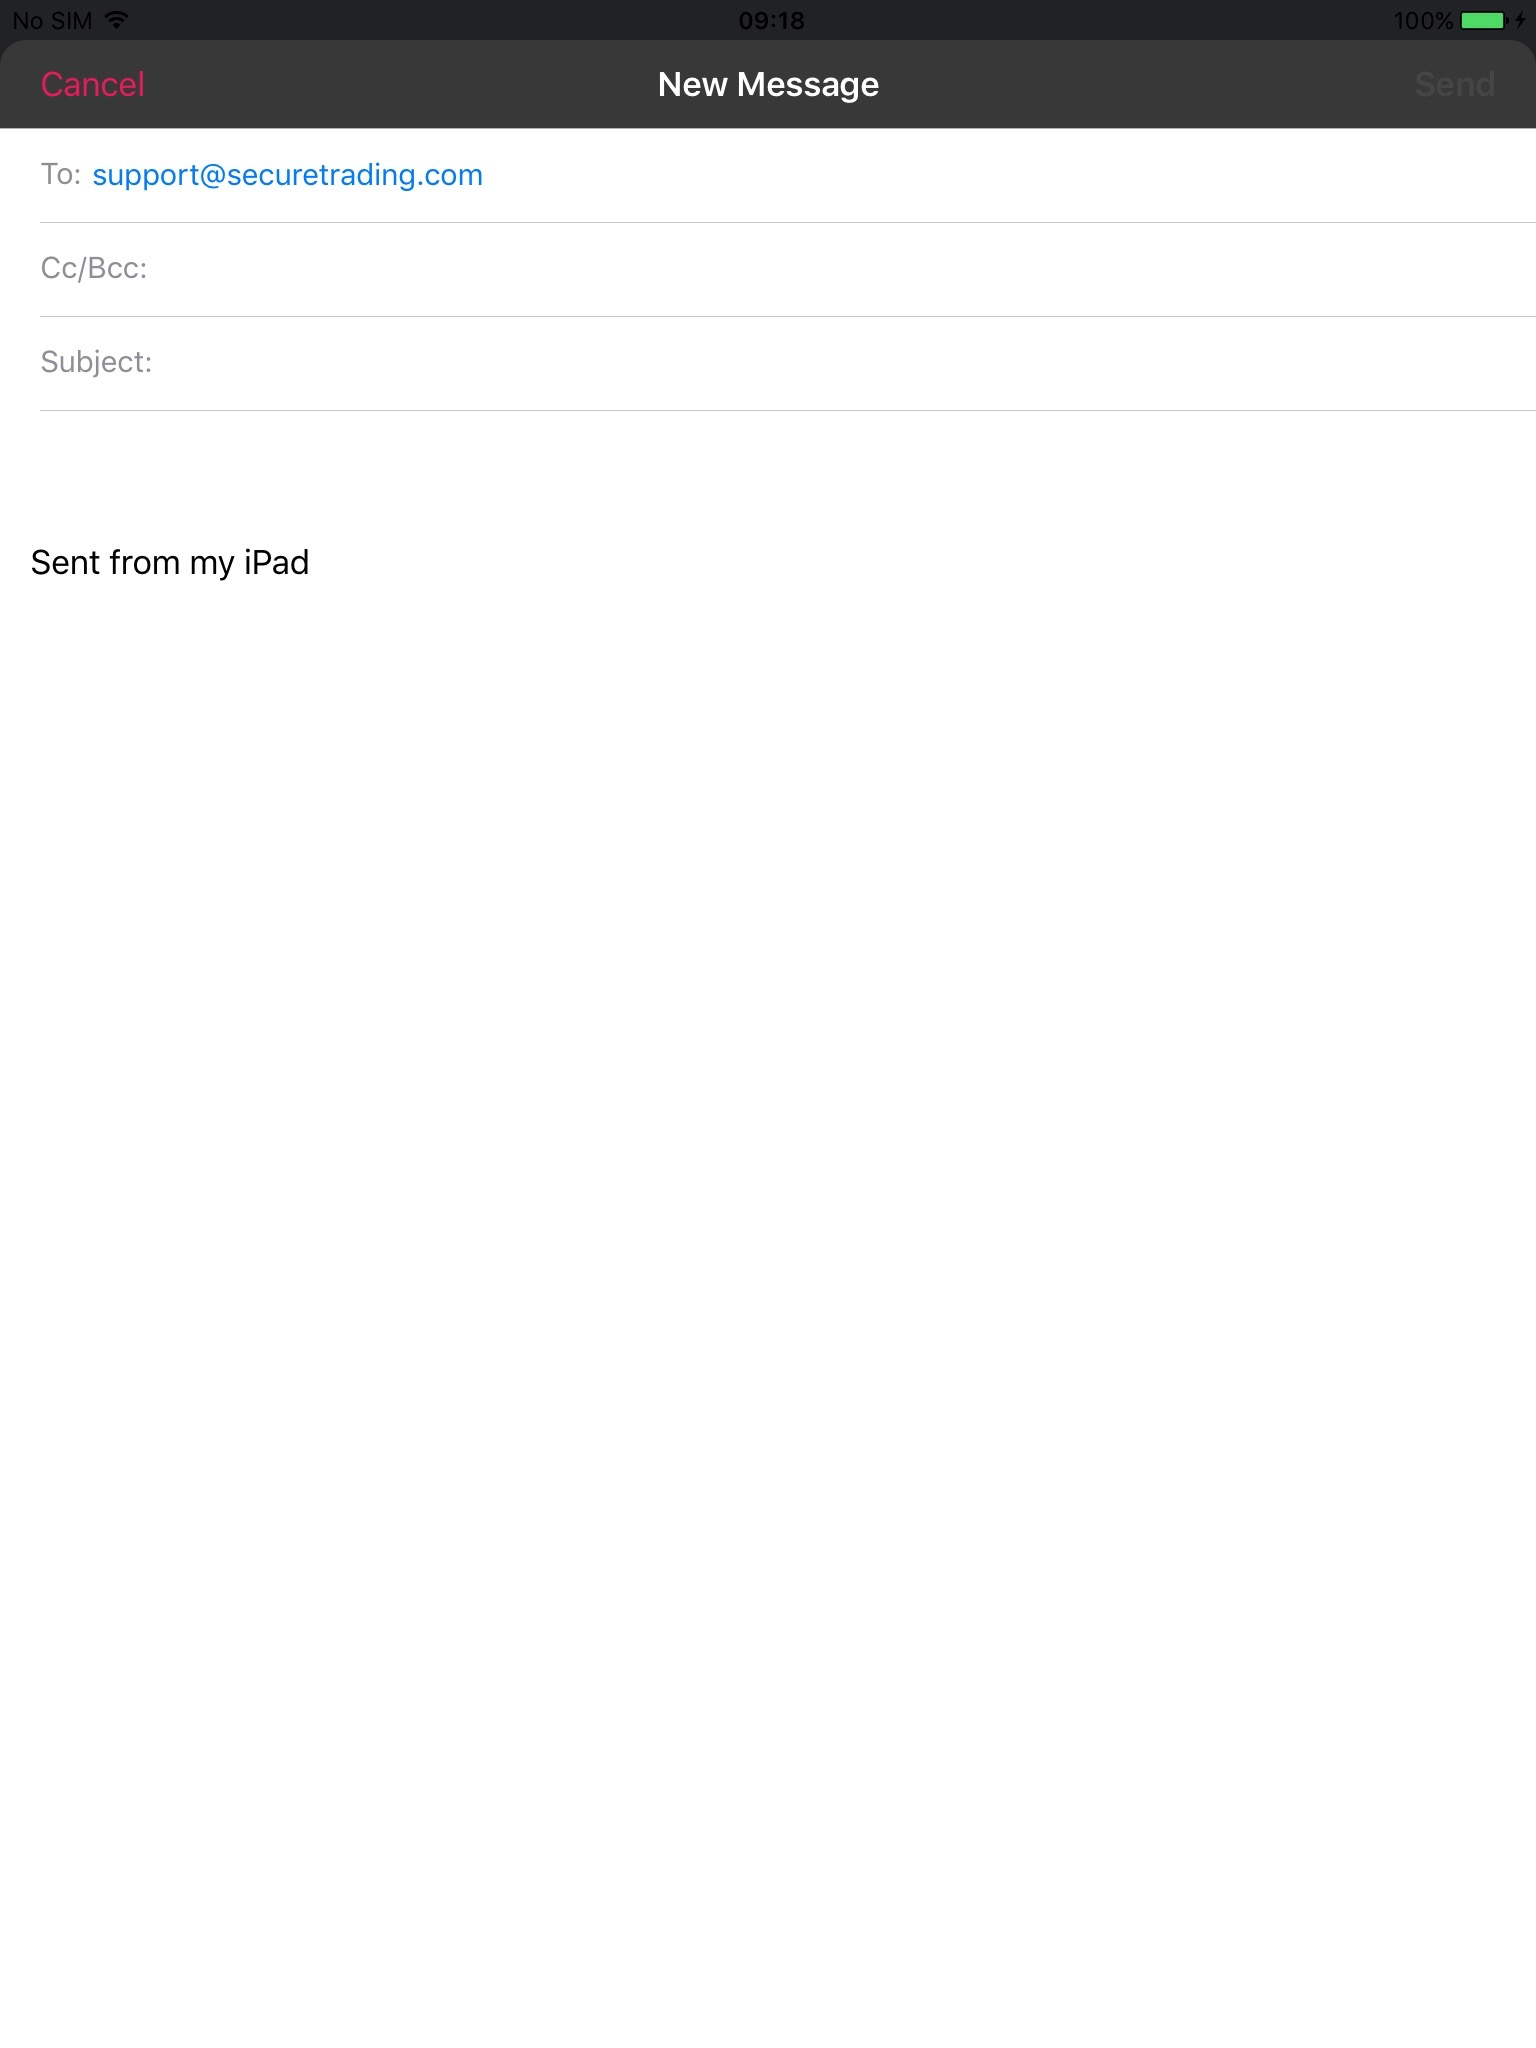 No SIM 09:18 100%
Cancel New Message Send
To: support@securetrading.com
Cc/Bcc:
Subject:
Sent from my iPad